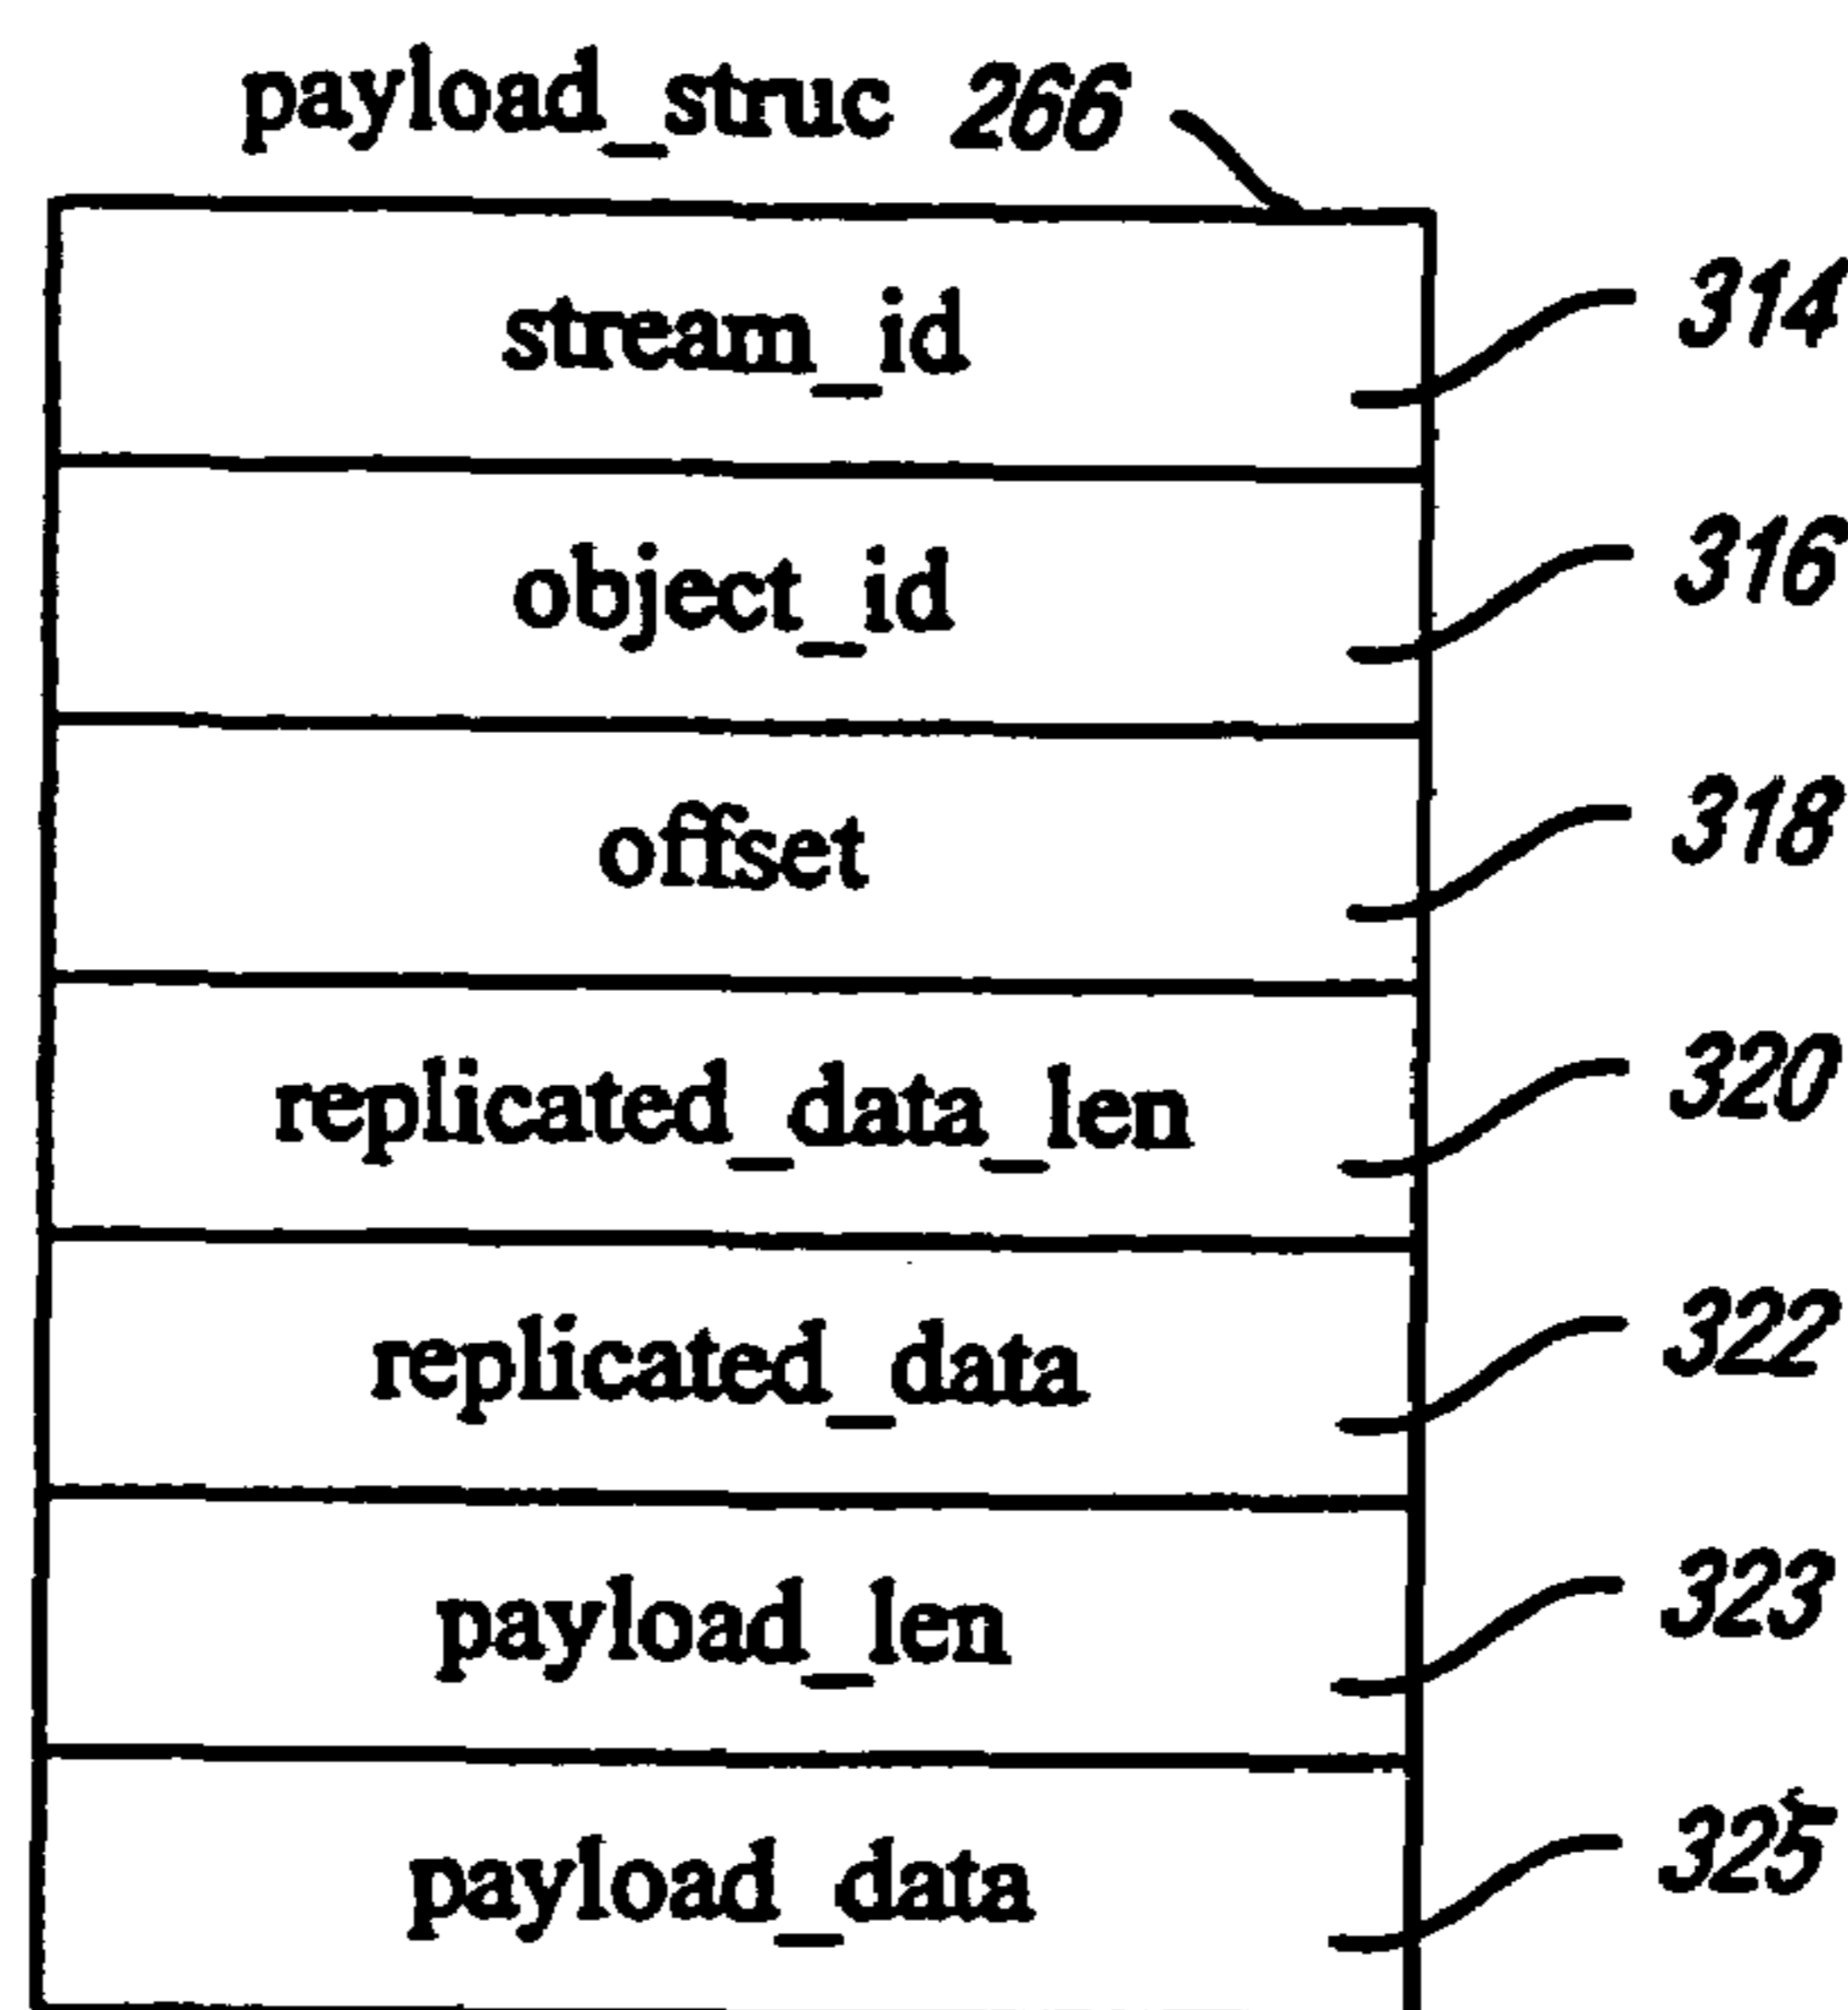 payload_struc 266
stream_id 314
object_id 316
offset 318
replicated_data_len 320
replicated_data 322
payload_len 323
payload_data 325